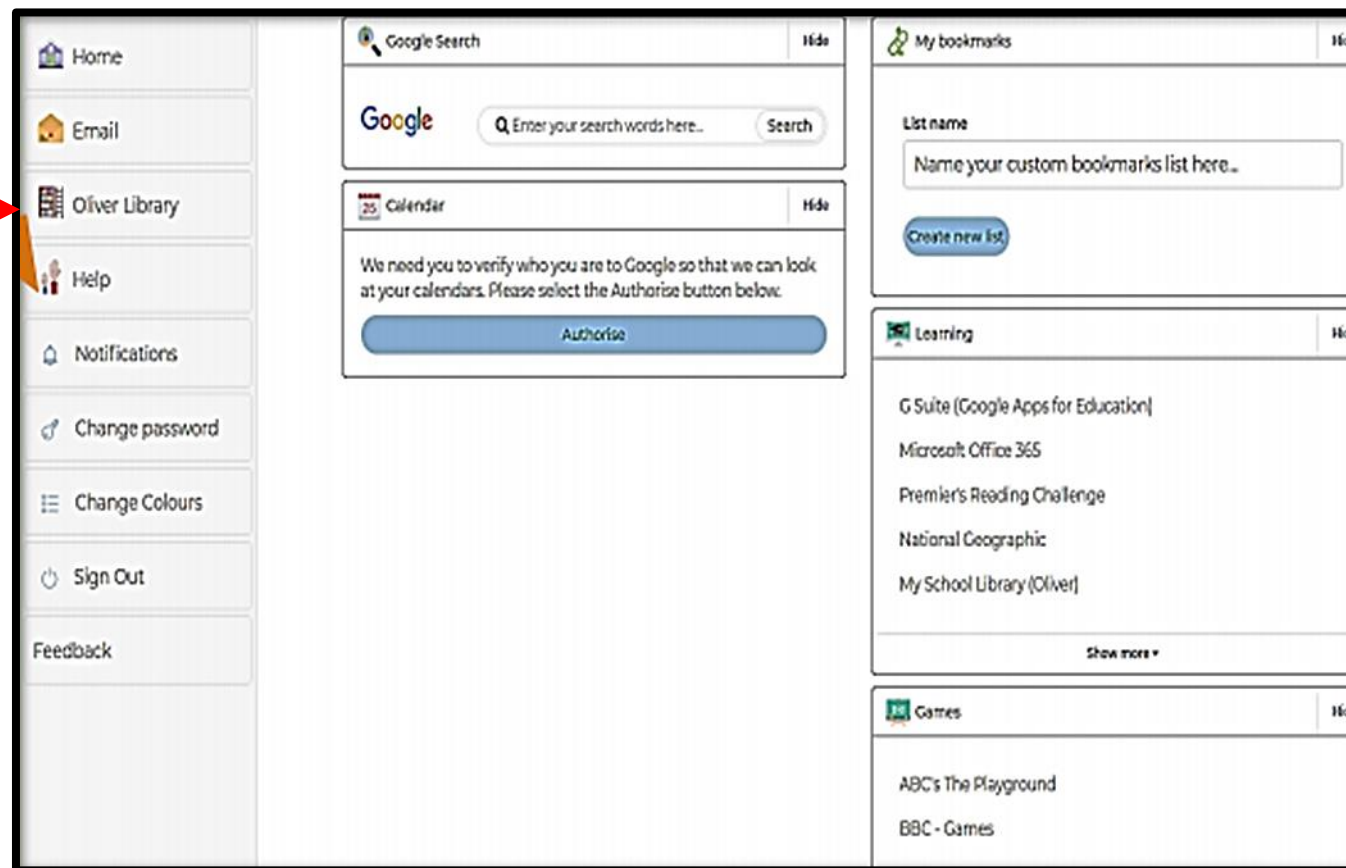 Home
Email
Oliver Library
Help
Notifications
Change password
Change Colours
Sign Out
Feedback
Google Search Hide
Google Enter your search words here... Search
25 Calendar Hide
We need you to verify who you are to Google so that we can look
at your calendars. Please select the Authorise button below.
Authorise
My bookmarks
List name
Name your custom bookmarks list here...
Create new list
Learning
G Suite (Google Apps for Education)
Microsoft Office 365
Premier's Reading Challenge
National Geographic
My School Library (Oliver)
Show more
Games
ABC's The Playground
BBC - Games